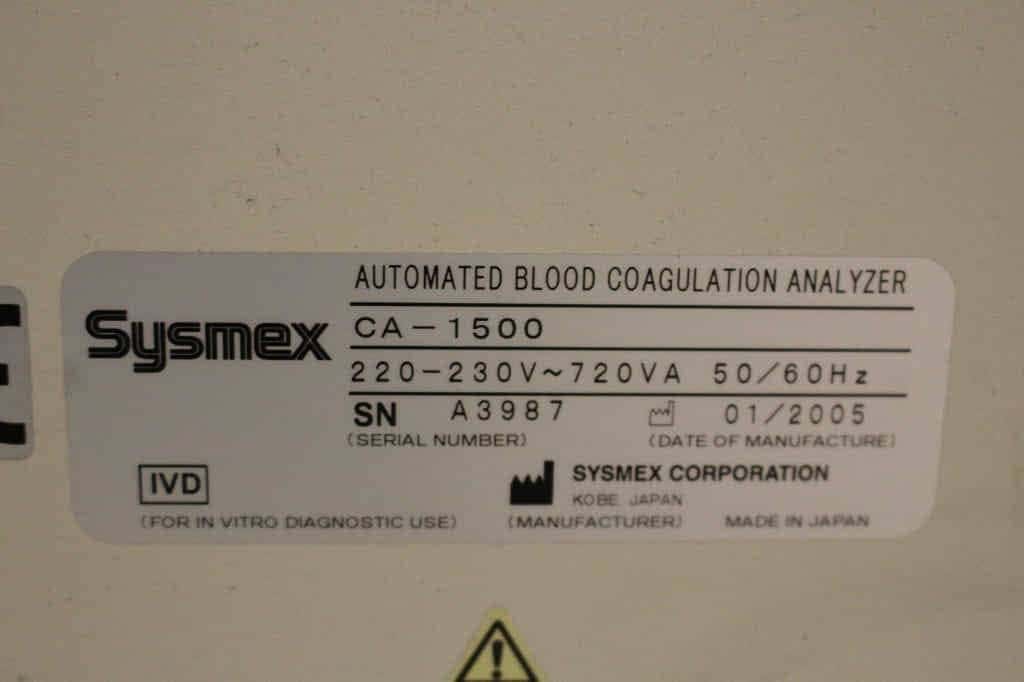 AUTOMATED BLOOD COAGULATION ANALYZER
Sysmex
CA-1500
220-230V~720VA 50/60Hz
SN A3987 01/2005
(SERIAL NUMBER) (DATE OF MANUFACTURE)
IVD SYSMEX CORPORATION
KOBE JAPAN
(FOR IN VITRO DIAGNOSTIC USE) (MANUFACTURER) MADE IN JAPAN